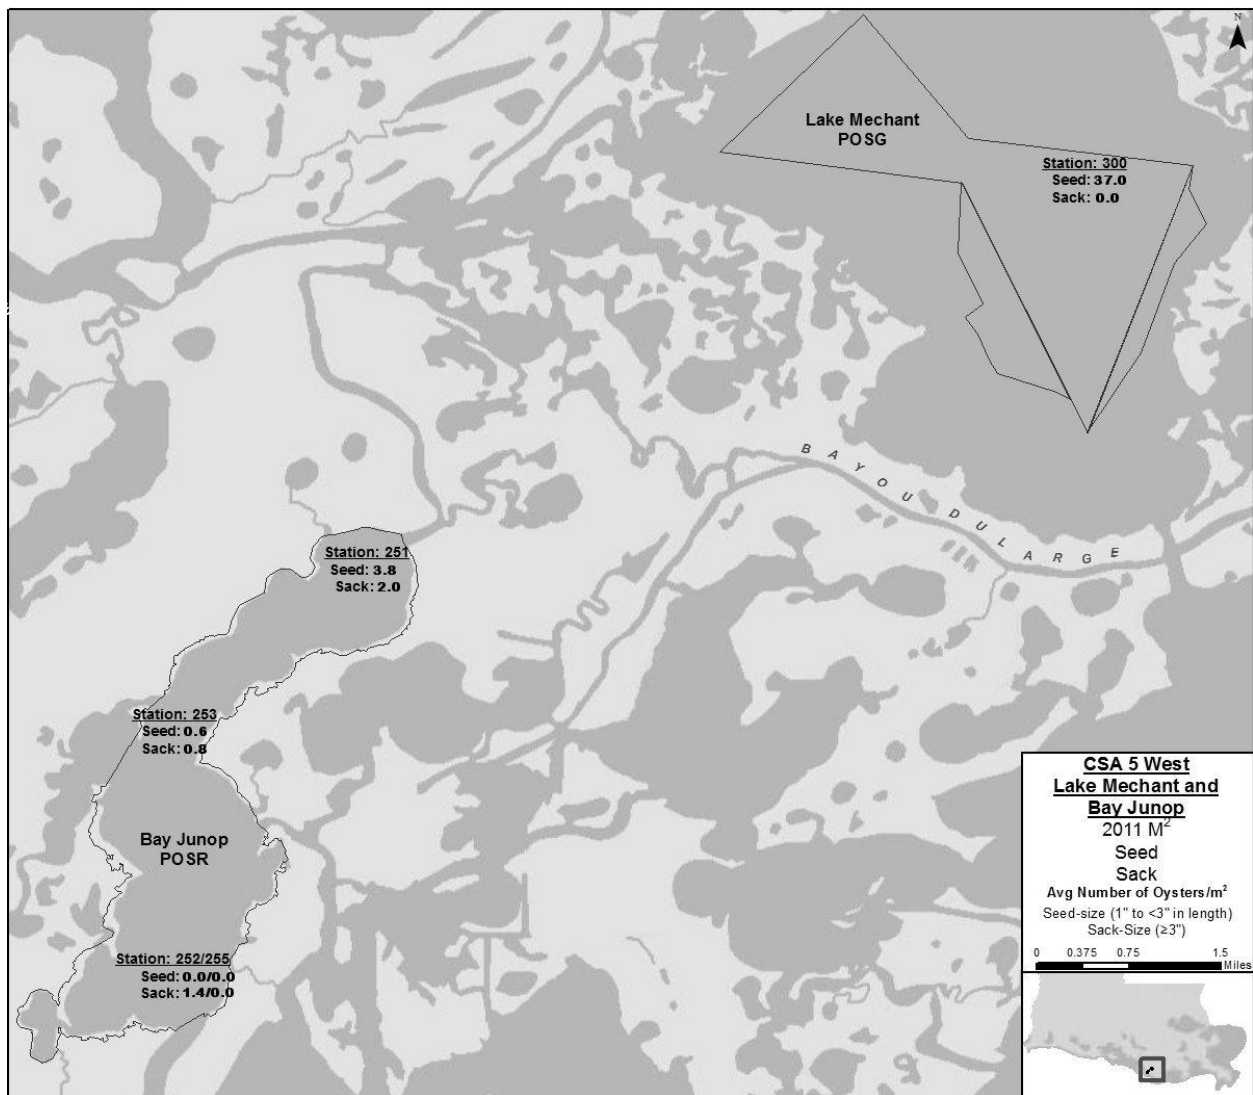 N
Lake Mechant
POSG
Station: 300
Seed: 37.0
Sack: 0.0
BAYOU DULARGE
Station: 251
Seed: 3.8
Sack: 2.0
Station: 253
Seed: 0.6
Sack: 0.8
Bay Junop
POSR
Station: 252/255
Seed: 0.0/0.0
Sack: 1.4/0.0
CSA 5 West
Lake Mechant and
Bay Junop
2011 M²
Seed
Sack
Avg Number of Oysters/m²
Seed-size (1" to <3" in length)
Sack-Size (≥3")
0 0.375 0.75 1.5
Miles